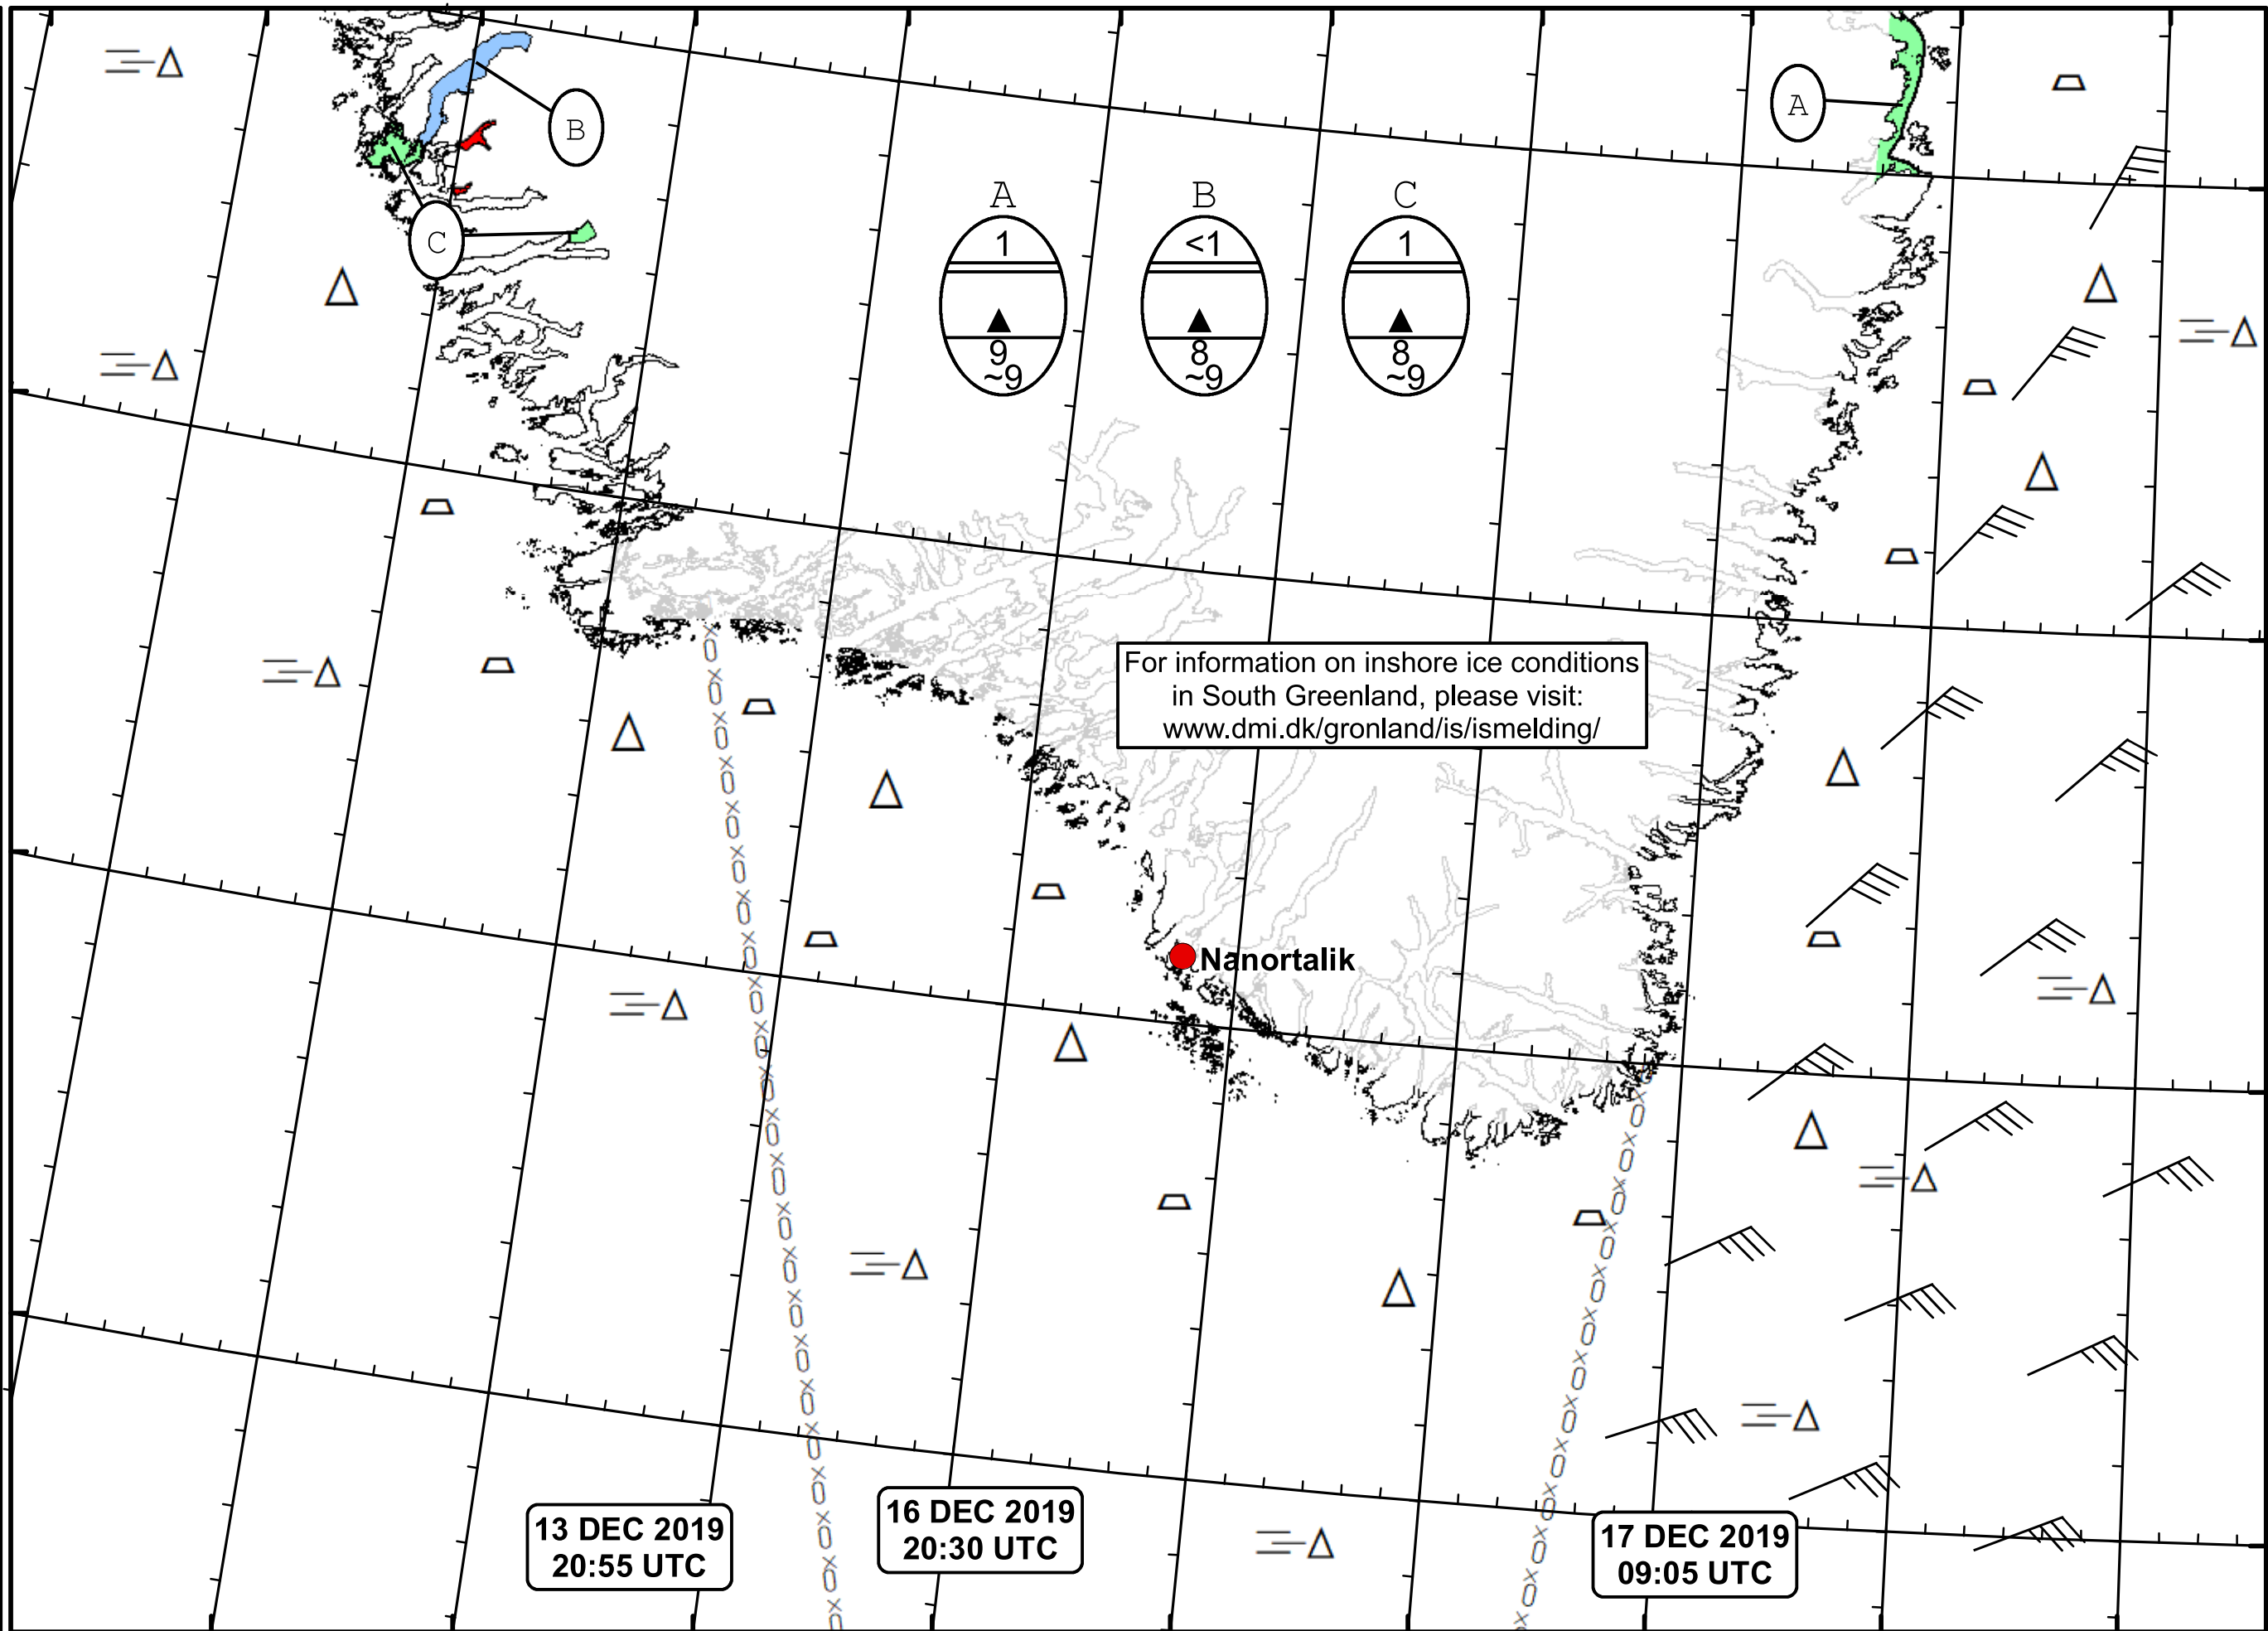 B
A
C
A
B
C
1
<1
1
9
8
8
~9
~9
~9
For information on inshore ice conditions
in South Greenland, please visit:
www.dmi.dk/gronland/is/ismelding/
Nanortalik
13 DEC 2019
20:55 UTC
16 DEC 2019
20:30 UTC
17 DEC 2019
09:05 UTC